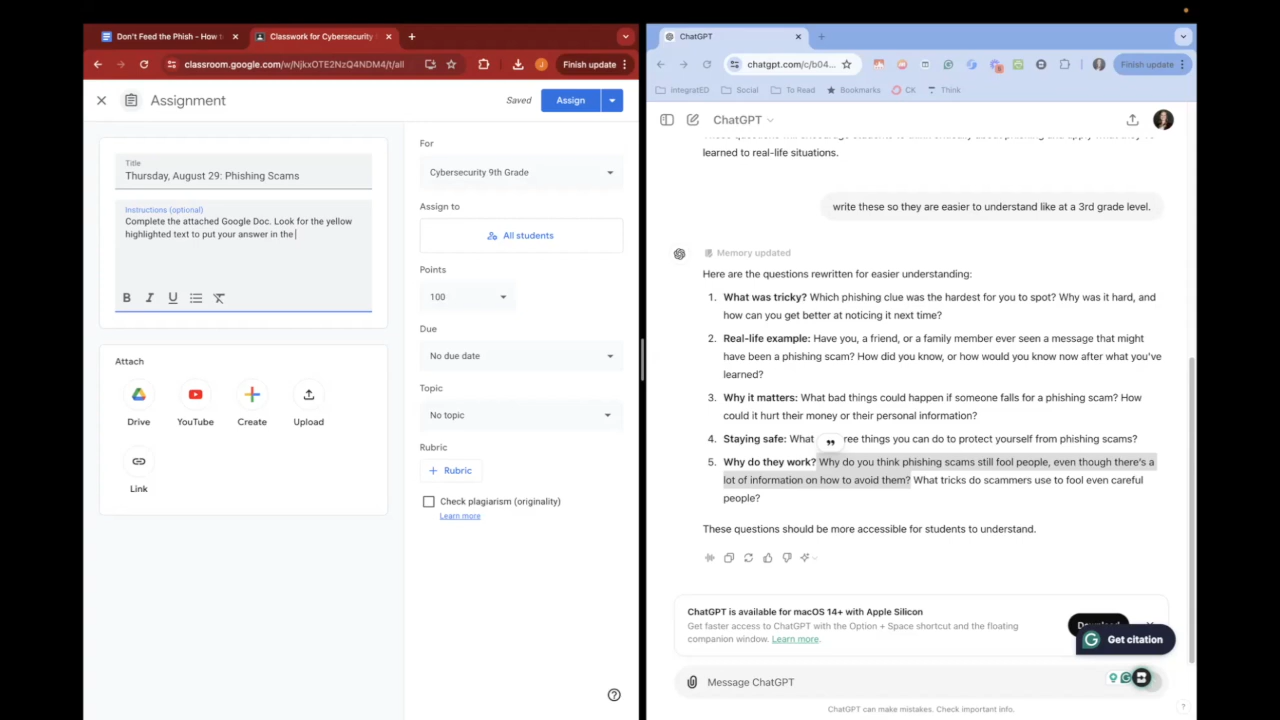 Don't Feed the Phish - How t
Classwork for Cybersecurity
classroom.google.com/w/NjkxOTE2NzQ4NDM4/t/all
J
Finish update
Assignment
Saved
Assign
Title
Thursday, August 29: Phishing Scams
Instructions (optional)
Complete the attached Google Doc. Look for the yellow
highlighted text to put your answer in the
B I U
Attach
Drive
YouTube
Create
Upload
Link
For
Cybersecurity 9th Grade
Assign to
All students
Points
100
Due
No due date
Topic
No topic
Rubric
+ Rubric
Check plagiarism (originality)
Learn more
ChatGPT
chatgpt.com/c/b04...
Finish update
integratED
Social
To Read
Bookmarks
CK
Think
ChatGPT
learned to real-life situations.
write these so they are easier to understand like at a 3rd grade level.
Memory updated
Here are the questions rewritten for easier understanding:
1. What was tricky? Which phishing clue was the hardest for you to spot? Why was it hard, and
how can you get better at noticing it next time?
2. Real-life example: Have you, a friend, or a family member ever seen a message that might
have been a phishing scam? How did you know, or how would you know now after what you've
learned?
3. Why it matters: What bad things could happen if someone falls for a phishing scam? How
could it hurt their money or their personal information?
4. Staying safe: What ree things you can do to protect yourself from phishing scams?
5. Why do they work? Why do you think phishing scams still fool people, even though there's a
lot of information on how to avoid them? What tricks do scammers use to fool even careful
people?
These questions should be more accessible for students to understand.
ChatGPT is available for macOS 14+ with Apple Silicon
Get faster access to ChatGPT with the Option + Space shortcut and the floating
companion window. Learn more.
Get citation
Message ChatGPT
ChatGPT can make mistakes. Check important info.